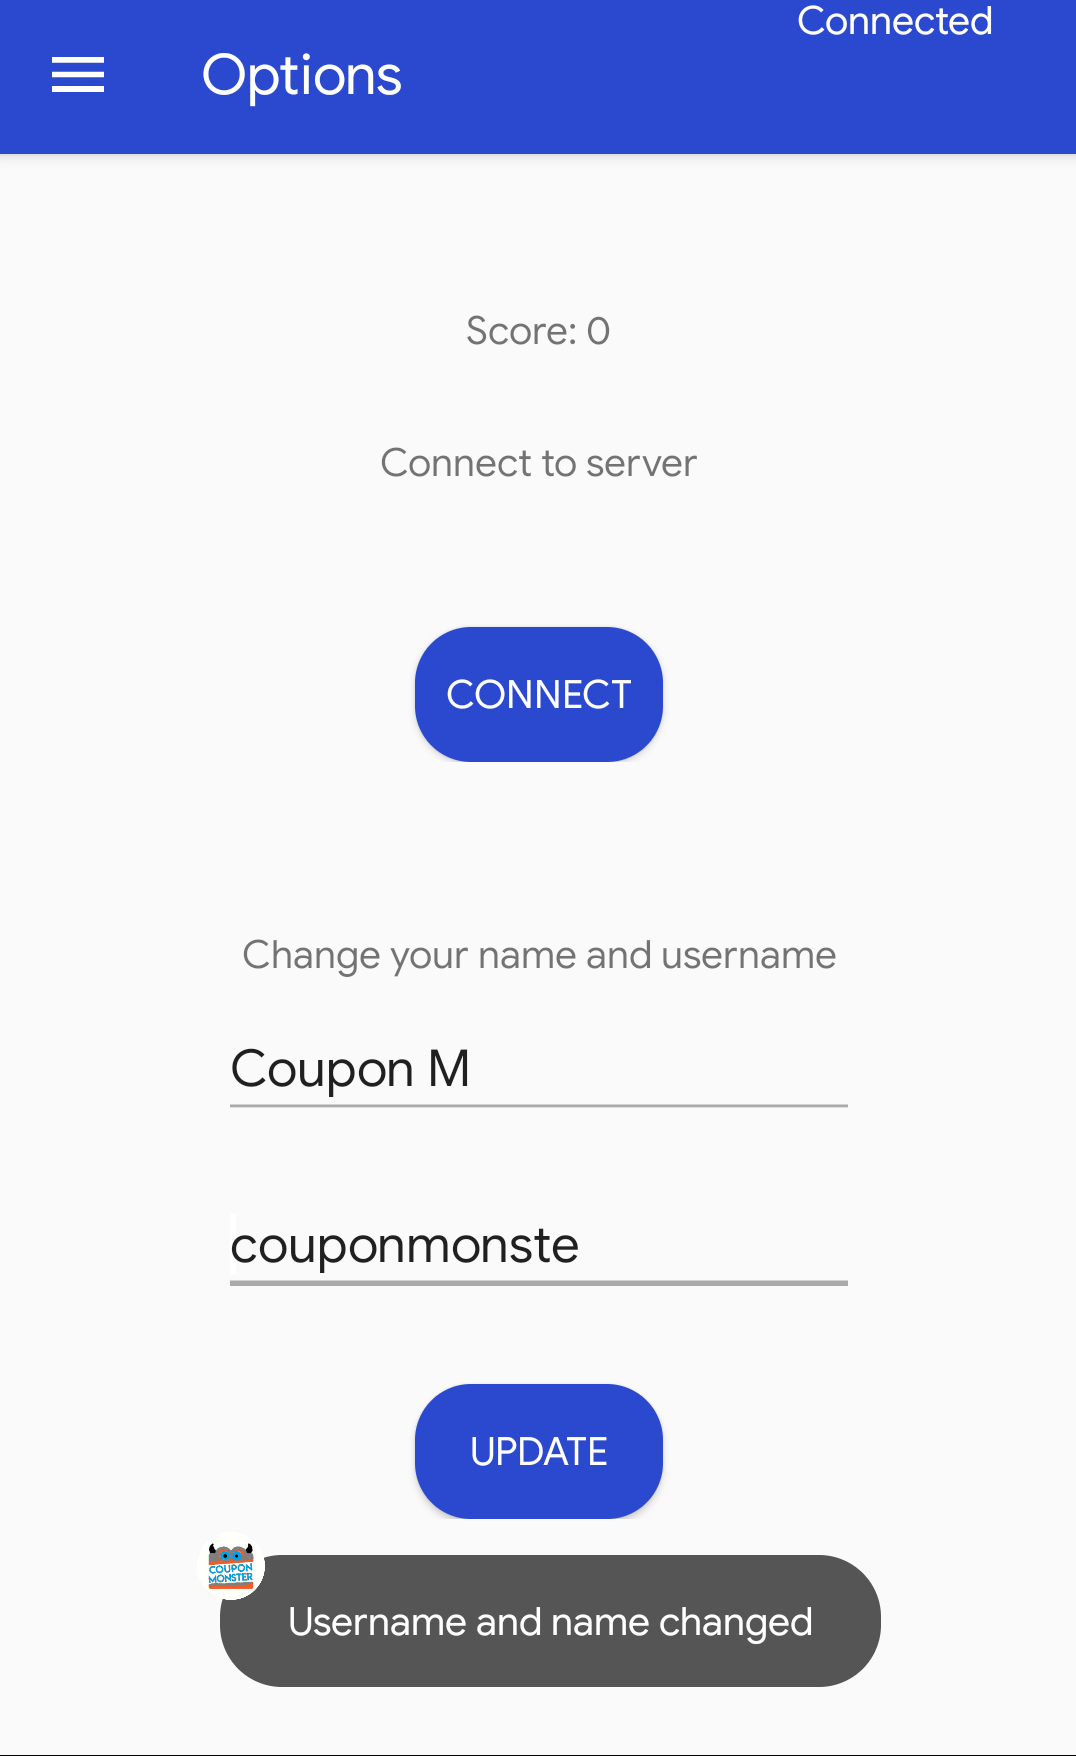 Connected
Options
Score: 0
Connect to server
CONNECT
Change your name and username
Coupon M
couponmonste
UPDATE
COUPON
MONSTER
Username and name changed